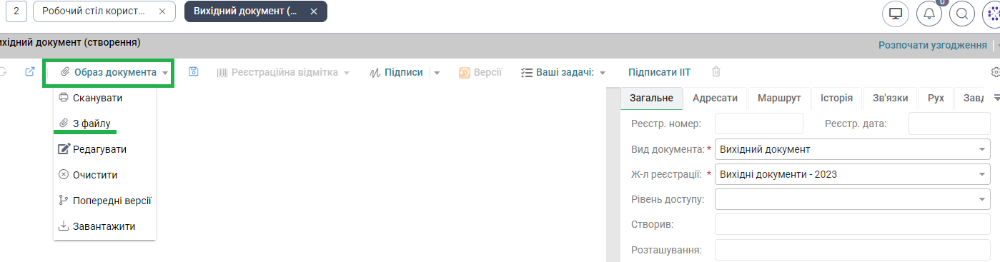 2 Робочий стіл корист... Вихідний документ (... 0
ихідний документ (створення)
Розпочати узгодження
Образ документа Реєстраційна відмітка Підписи Версії Ваші задачі: Підписати ІІТ
Сканувати
З файлу
Редагувати
Очистити
Попередні версії
Завантажити
Загальне Адресати Маршрут Історія Зв'язки Рух Завд
Реєстр. номер: Реєстр. дата:
Вид документа: * Вихідний документ
Ж-л реєстрації: * Вихідні документи - 2023
Рівень доступу:
Створив:
Розташування: